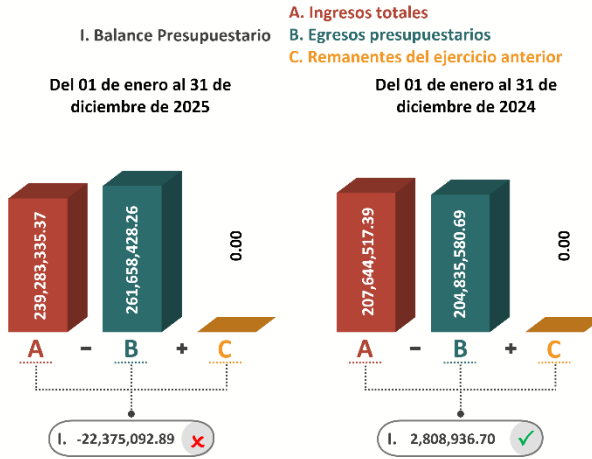 A. Ingresos totales
I. Balance Presupuestario
B. Egresos presupuestarios
C. Remanentes del ejercicio anterior
Del 01 de enero al 31 de
diciembre de 2025
239,283,335.37
261,658,428.26
0.00
A - B + C
I. -22,375,092.89
Del 01 de enero al 31 de
diciembre de 2024
207,644,517.39
204,835,580.69
0.00
A - B + C
I. 2,808,936.70